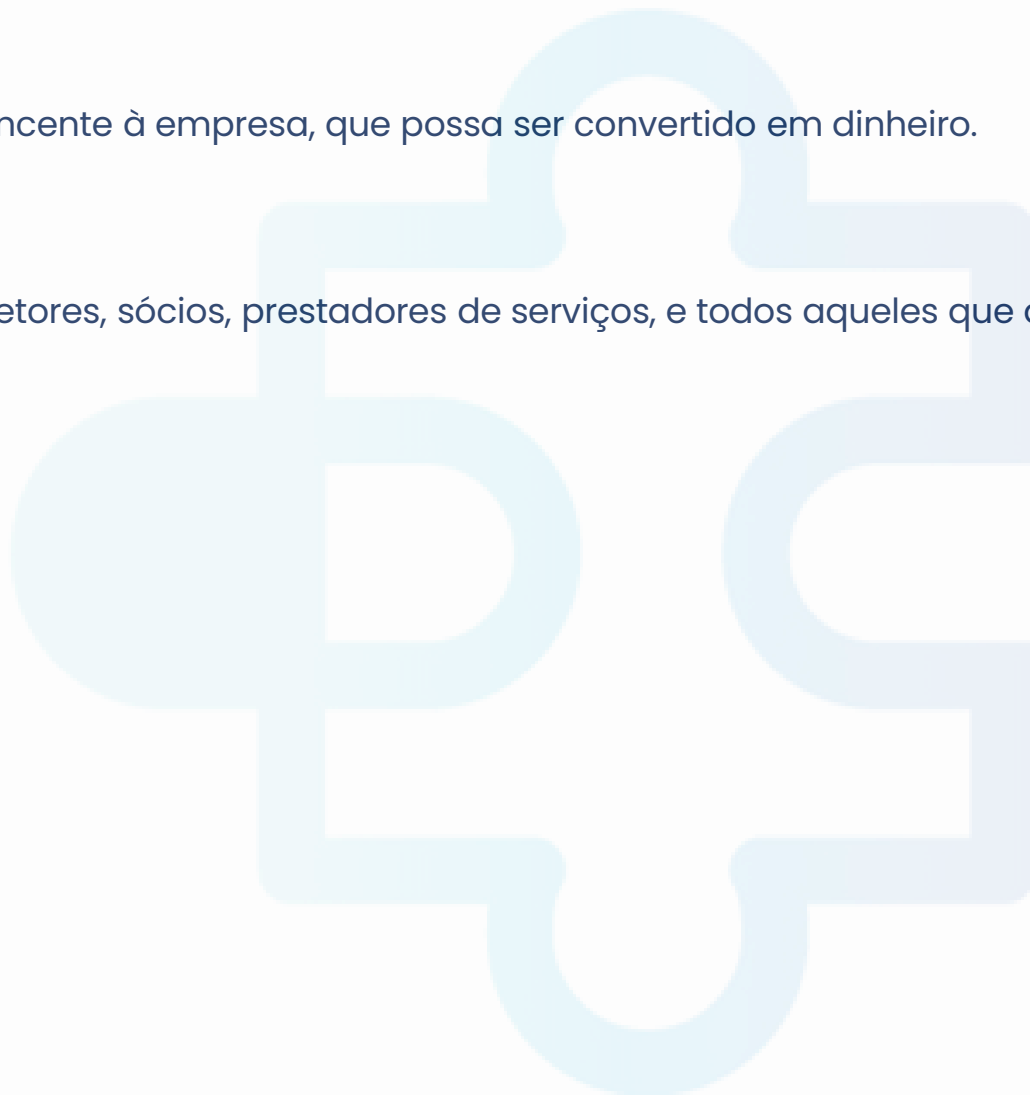 ncente à empresa, que possa ser convertido em dinheiro.
etores, sócios, prestadores de serviços, e todos aqueles que